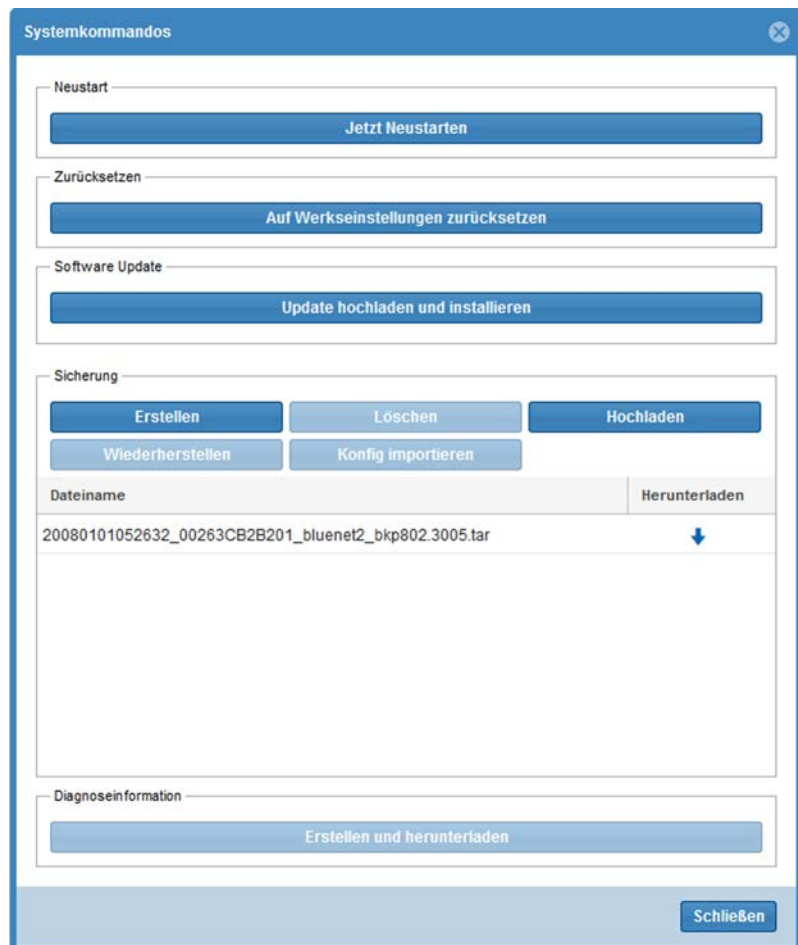 Systemkommandos
Neustart
Jetzt Neustarten
Zurücksetzen
Auf Werkseinstellungen zurücksetzen
Software Update
Update hochladen und installieren
Sicherung
Erstellen Löschen Hochladen
Wiederherstellen Konfig importieren
Dateiname Herunterladen
20080101052632_00263CB2B201_bluenet2_bkp802.3005.tar
Diagnoseinformation
Erstellen und herunterladen
Schließen